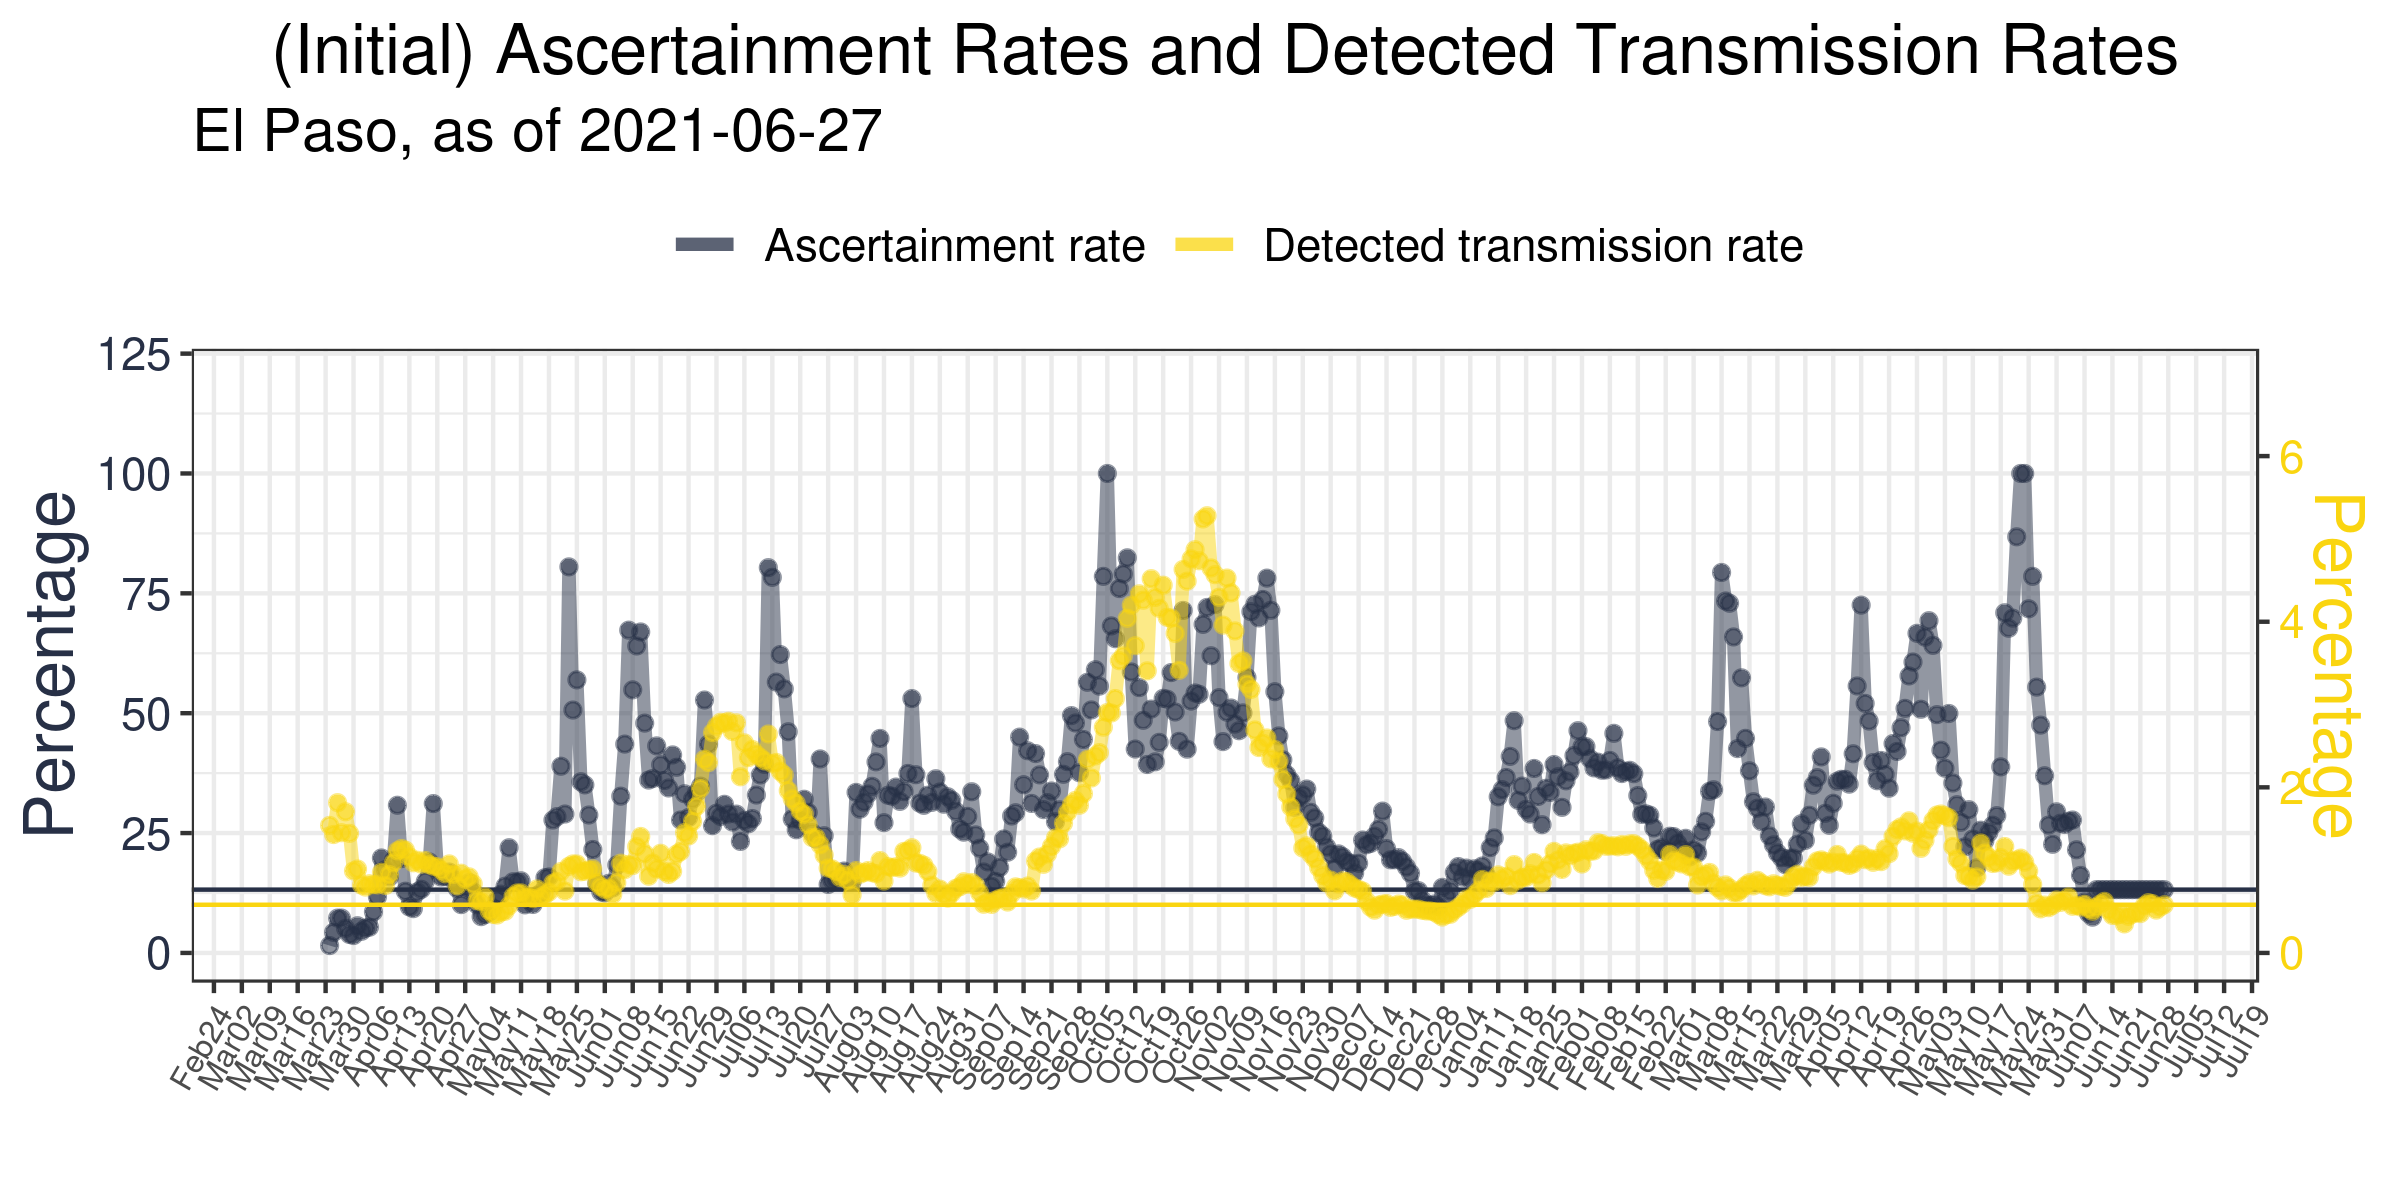 (Initial) Ascertainment Rates and Detected Transmission Rates
El Paso, as of 2021-06-27
Ascertainment rate
Detected transmission rate
Percentage
125
100
75
50
25
0
6
4
2
0
Percentage
Feb24
Mar02
Mar09
Mar16
Mar23
Mar30
Apr06
Apr13
Apr20
Apr27
May04
May11
May18
May25
Jun01
Jun08
Jun15
Jun22
Jun29
Jul06
Jul13
Jul20
Jul27
Aug03
Aug10
Aug17
Aug24
Aug31
Sep07
Sep14
Sep21
Sep28
Oct05
Oct12
Oct19
Oct26
Nov02
Nov09
Nov16
Nov23
Nov30
Dec07
Dec14
Dec21
Dec28
Jan04
Jan11
Jan18
Jan25
Feb01
Feb08
Feb15
Feb22
Mar01
Mar08
Mar15
Mar22
Mar29
Apr05
Apr12
Apr19
Apr26
May03
May10
May17
May24
May31
Jun07
Jun14
Jun21
Jun28
Jul05
Jul12
Jul19